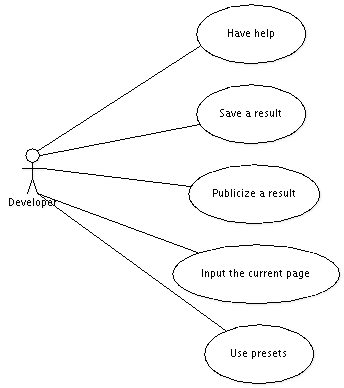 Have help
Save a result
Publicize a result
Developer
Input the current page
Use presets